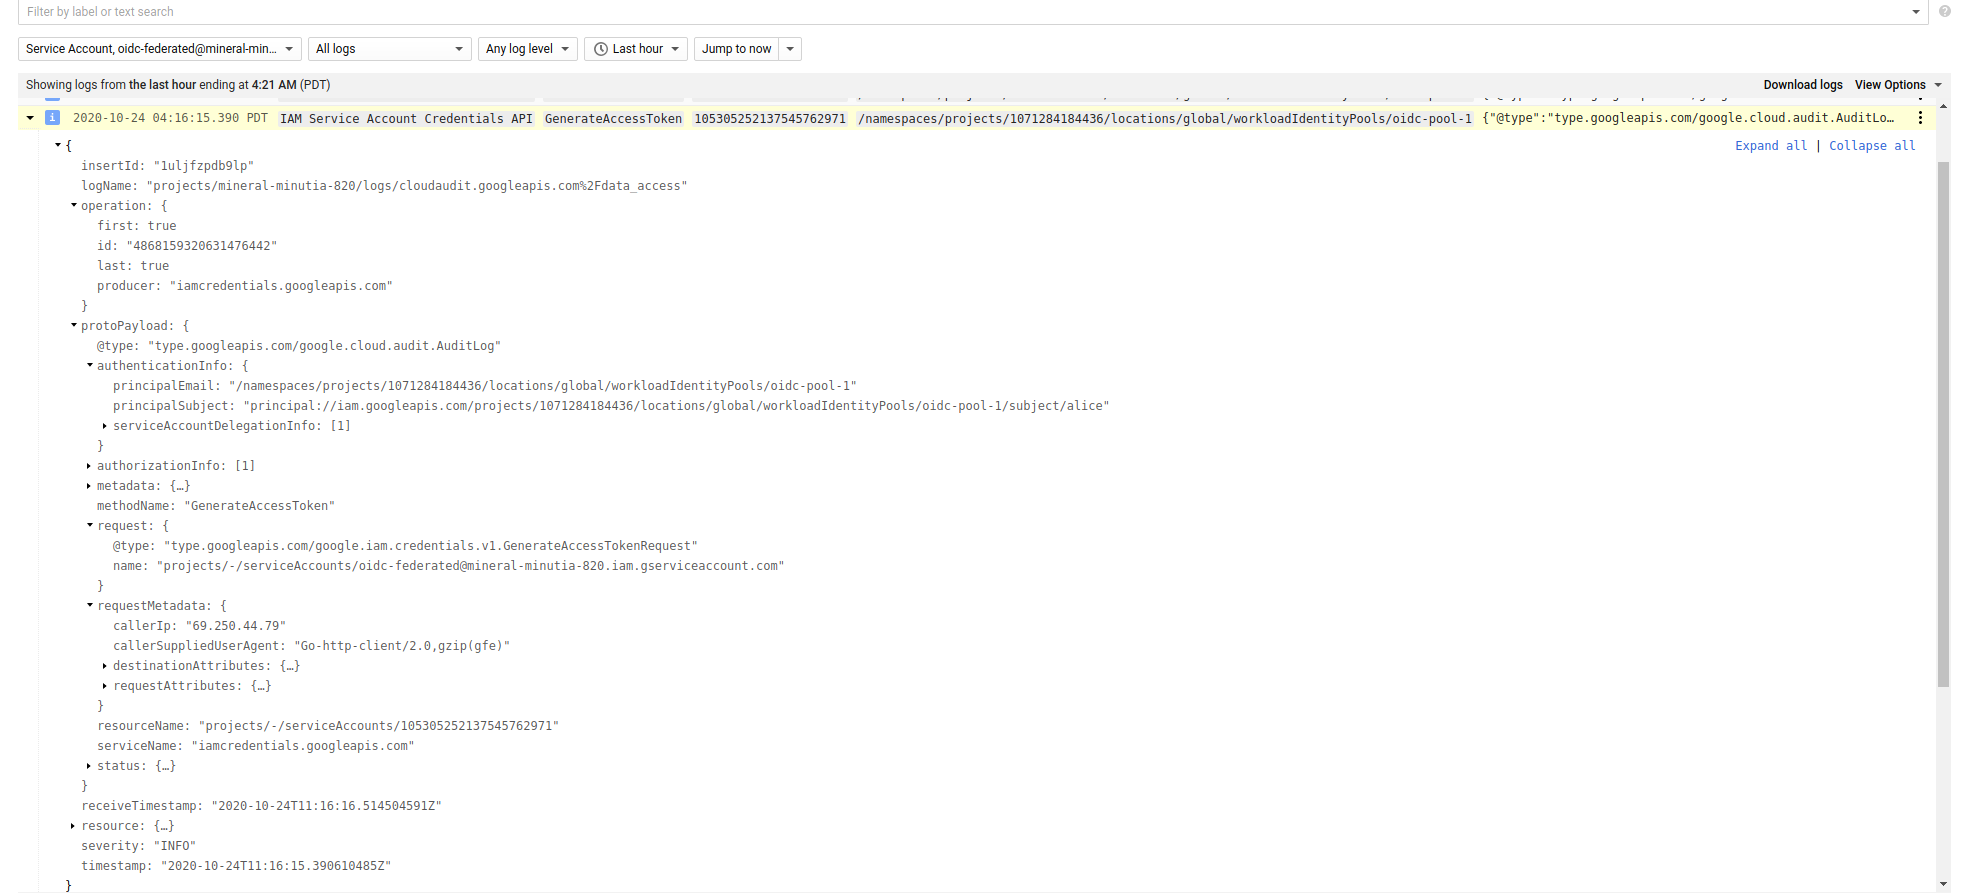 Filter by label or text search
Service Account, oidc-federated@mineral-min... All logs Any log level Last hour Jump to now
Showing logs from the last hour ending at 4:21 AM (PDT) Download logs View Options
2020-10-24 04:16:15.390 PDT IAM Service Account Credentials API GenerateAccessToken 105305252137545762971 /namespaces/projects/1071284184436/locations/global/workloadIdentityPools/oidc-pool-1 {"@type":"type.googleapis.com/google.cloud.audit.AuditLo…
{ Expand all | Collapse all
insertId: "1uljfzpdb9lp"
logName: "projects/mineral-minutia-820/logs/cloudaudit.googleapis.com%2Fdata_access"
operation: {
first: true
id: "4868159320631476442"
last: true
producer: "iamcredentials.googleapis.com"
}
protoPayload: {
@type: "type.googleapis.com/google.cloud.audit.AuditLog"
authenticationInfo: {
principalEmail: "/namespaces/projects/1071284184436/locations/global/workloadIdentityPools/oidc-pool-1"
principalSubject: "principal://iam.googleapis.com/projects/1071284184436/locations/global/workloadIdentityPools/oidc-pool-1/subject/alice"
serviceAccountDelegationInfo: [1]
}
authorizationInfo: [1]
metadata: {…}
methodName: "GenerateAccessToken"
request: {
@type: "type.googleapis.com/google.iam.credentials.v1.GenerateAccessTokenRequest"
name: "projects/-/serviceAccounts/oidc-federated@mineral-minutia-820.iam.gserviceaccount.com"
}
requestMetadata: {
callerIp: "69.250.44.79"
callerSuppliedUserAgent: "Go-http-client/2.0,gzip(gfe)"
destinationAttributes: {…}
requestAttributes: {…}
}
resourceName: "projects/-/serviceAccounts/105305252137545762971"
serviceName: "iamcredentials.googleapis.com"
status: {…}
}
receiveTimestamp: "2020-10-24T11:16:16.514504591Z"
resource: {…}
severity: "INFO"
timestamp: "2020-10-24T11:16:15.390610485Z"
}